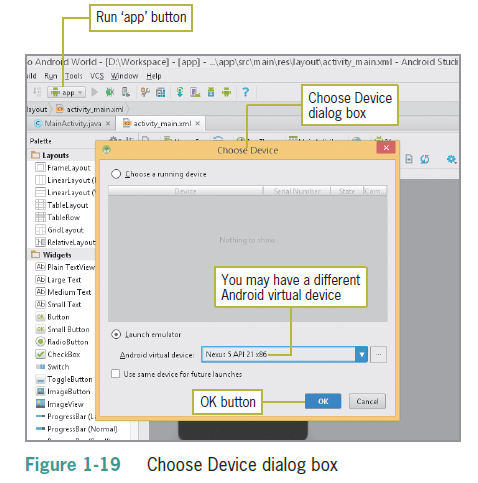 Run 'app' button
o Android World - [D:\Workspace] - [app] - ...\app\src\main\res\layout\activity_main.xml - Android Studi
ild Run Tools VCS Window Help
app
?
layout activity_main.xml
Choose Device
dialog box
MainActivity.java × activity_main.xml ×
Palette
Choose Device
Layouts
FrameLayout
LinearLayout (
LinearLayout (
TableLayout
TableRow
GridLayout
RelativeLayout
Widgets
Plain TextView
Large Text
Medium Text
Small Text
Button
Small Button
RadioButton
CheckBox
Switch
ToggleButton
ImageButton
ImageView
ProgressBar (L
ProgressBar (Normal)
Choose a running device
Device Serial Number State Com...
Nothing to show
You may have a different
Android virtual device
Launch emulator
Android virtual device: Nexus 5 API 21 x86 ...
Use same device for future launches
OK button
OK Cancel
Figure 1-19 Choose Device dialog box